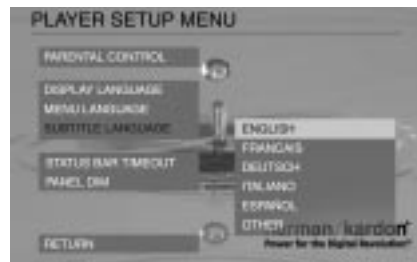 PLAYER SETUP MENU
PARENTAL CONTROL
DISPLAY LANGUAGE
MENU LANGUAGE
SUBTITLE LANGUAGE
ENGLISH
FRANCAIS
DEUTSCH
ITALIANO
ESPAÑOL
OTHER
STATUS BAR TIMEOUT
PANEL DIM
RETURN
harman/kardon
Power for the Digital Revolution